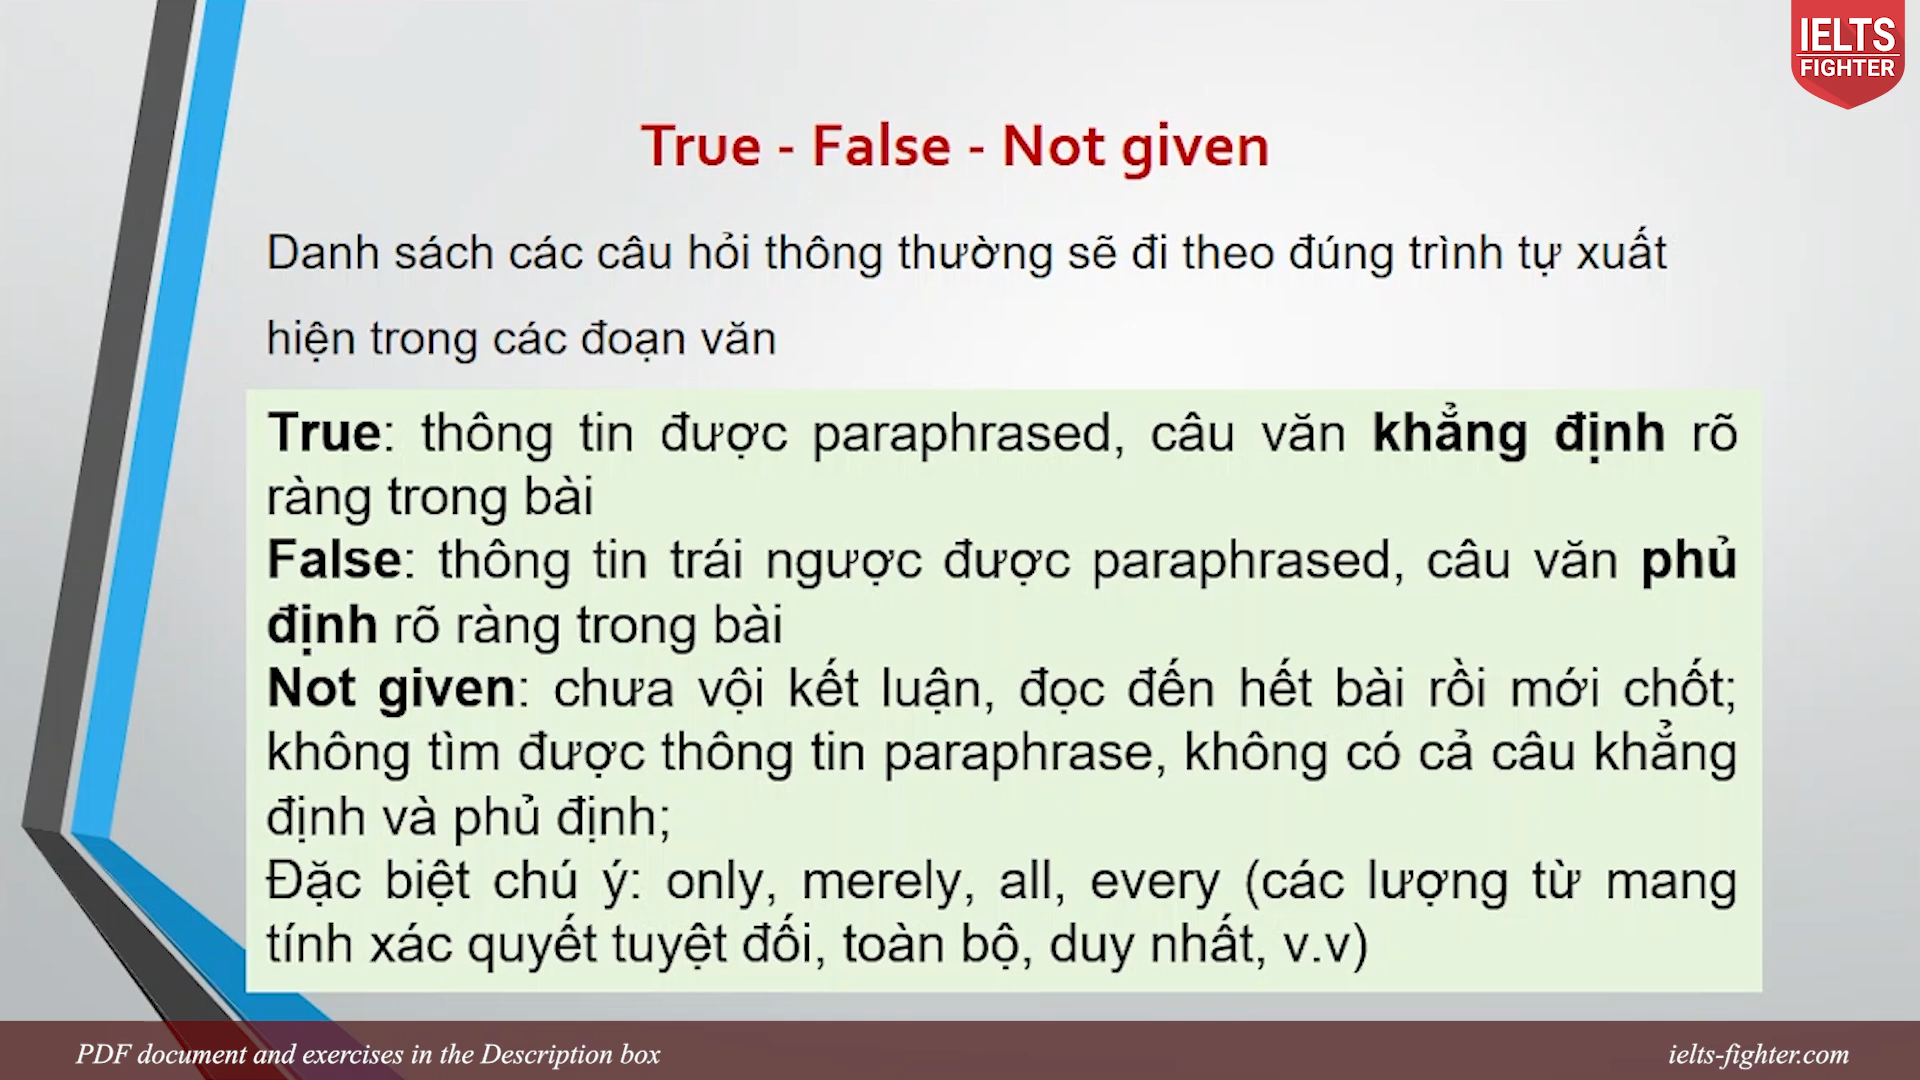 IELTS
FIGHTER
True - False - Not given
Danh sách các câu hỏi thông thường sẽ đi theo đúng trình tự xuất
hiện trong các đoạn văn
True: thông tin được paraphrased, câu văn khẳng định rõ
ràng trong bài
False: thông tin trái ngược được paraphrased, câu văn phủ
định rõ ràng trong bài
Not given: chưa vội kết luận, đọc đến hết bài rồi mới chốt;
không tìm được thông tin paraphrase, không có cả câu khẳng
định và phủ định;
Đặc biệt chú ý: only, merely, all, every (các lượng từ mang
tính xác quyết tuyệt đối, toàn bộ, duy nhất, v.v)
PDF document and exercises in the Description box
ielts-fighter.com